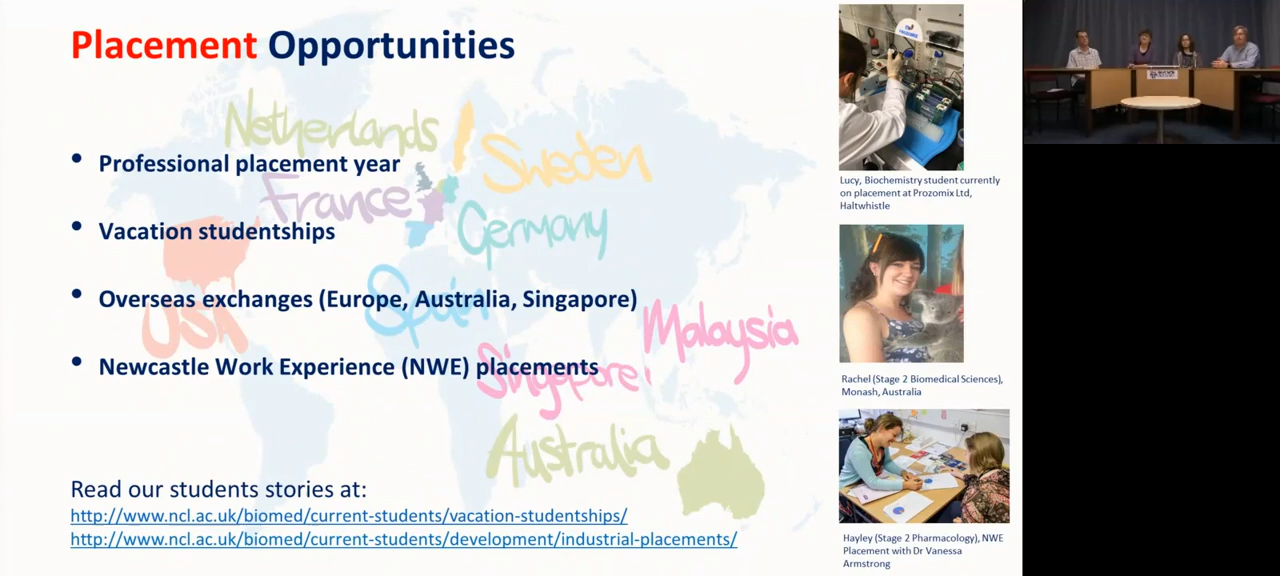 Placement Opportunities
Netherlands
Sweden
• Professional placement year
France
Germany
• Vacation studentships
• Overseas exchanges (Europe, Australia, Singapore)
Spain
USA
Malaysia
• Newcastle Work Experience (NWE) placements
Singapore
Australia
Read our students stories at:
http://www.ncl.ac.uk/biomed/current-students/vacation-studentships/
http://www.ncl.ac.uk/biomed/current-students/development/industrial-placements/
Lucy, Biochemistry student currently
on placement at Prozomix Ltd,
Haltwhistle
Rachel (Stage 2 Biomedical Sciences),
Monash, Australia
Hayley (Stage 2 Pharmacology), NWE
Placement with Dr Vanessa
Armstrong